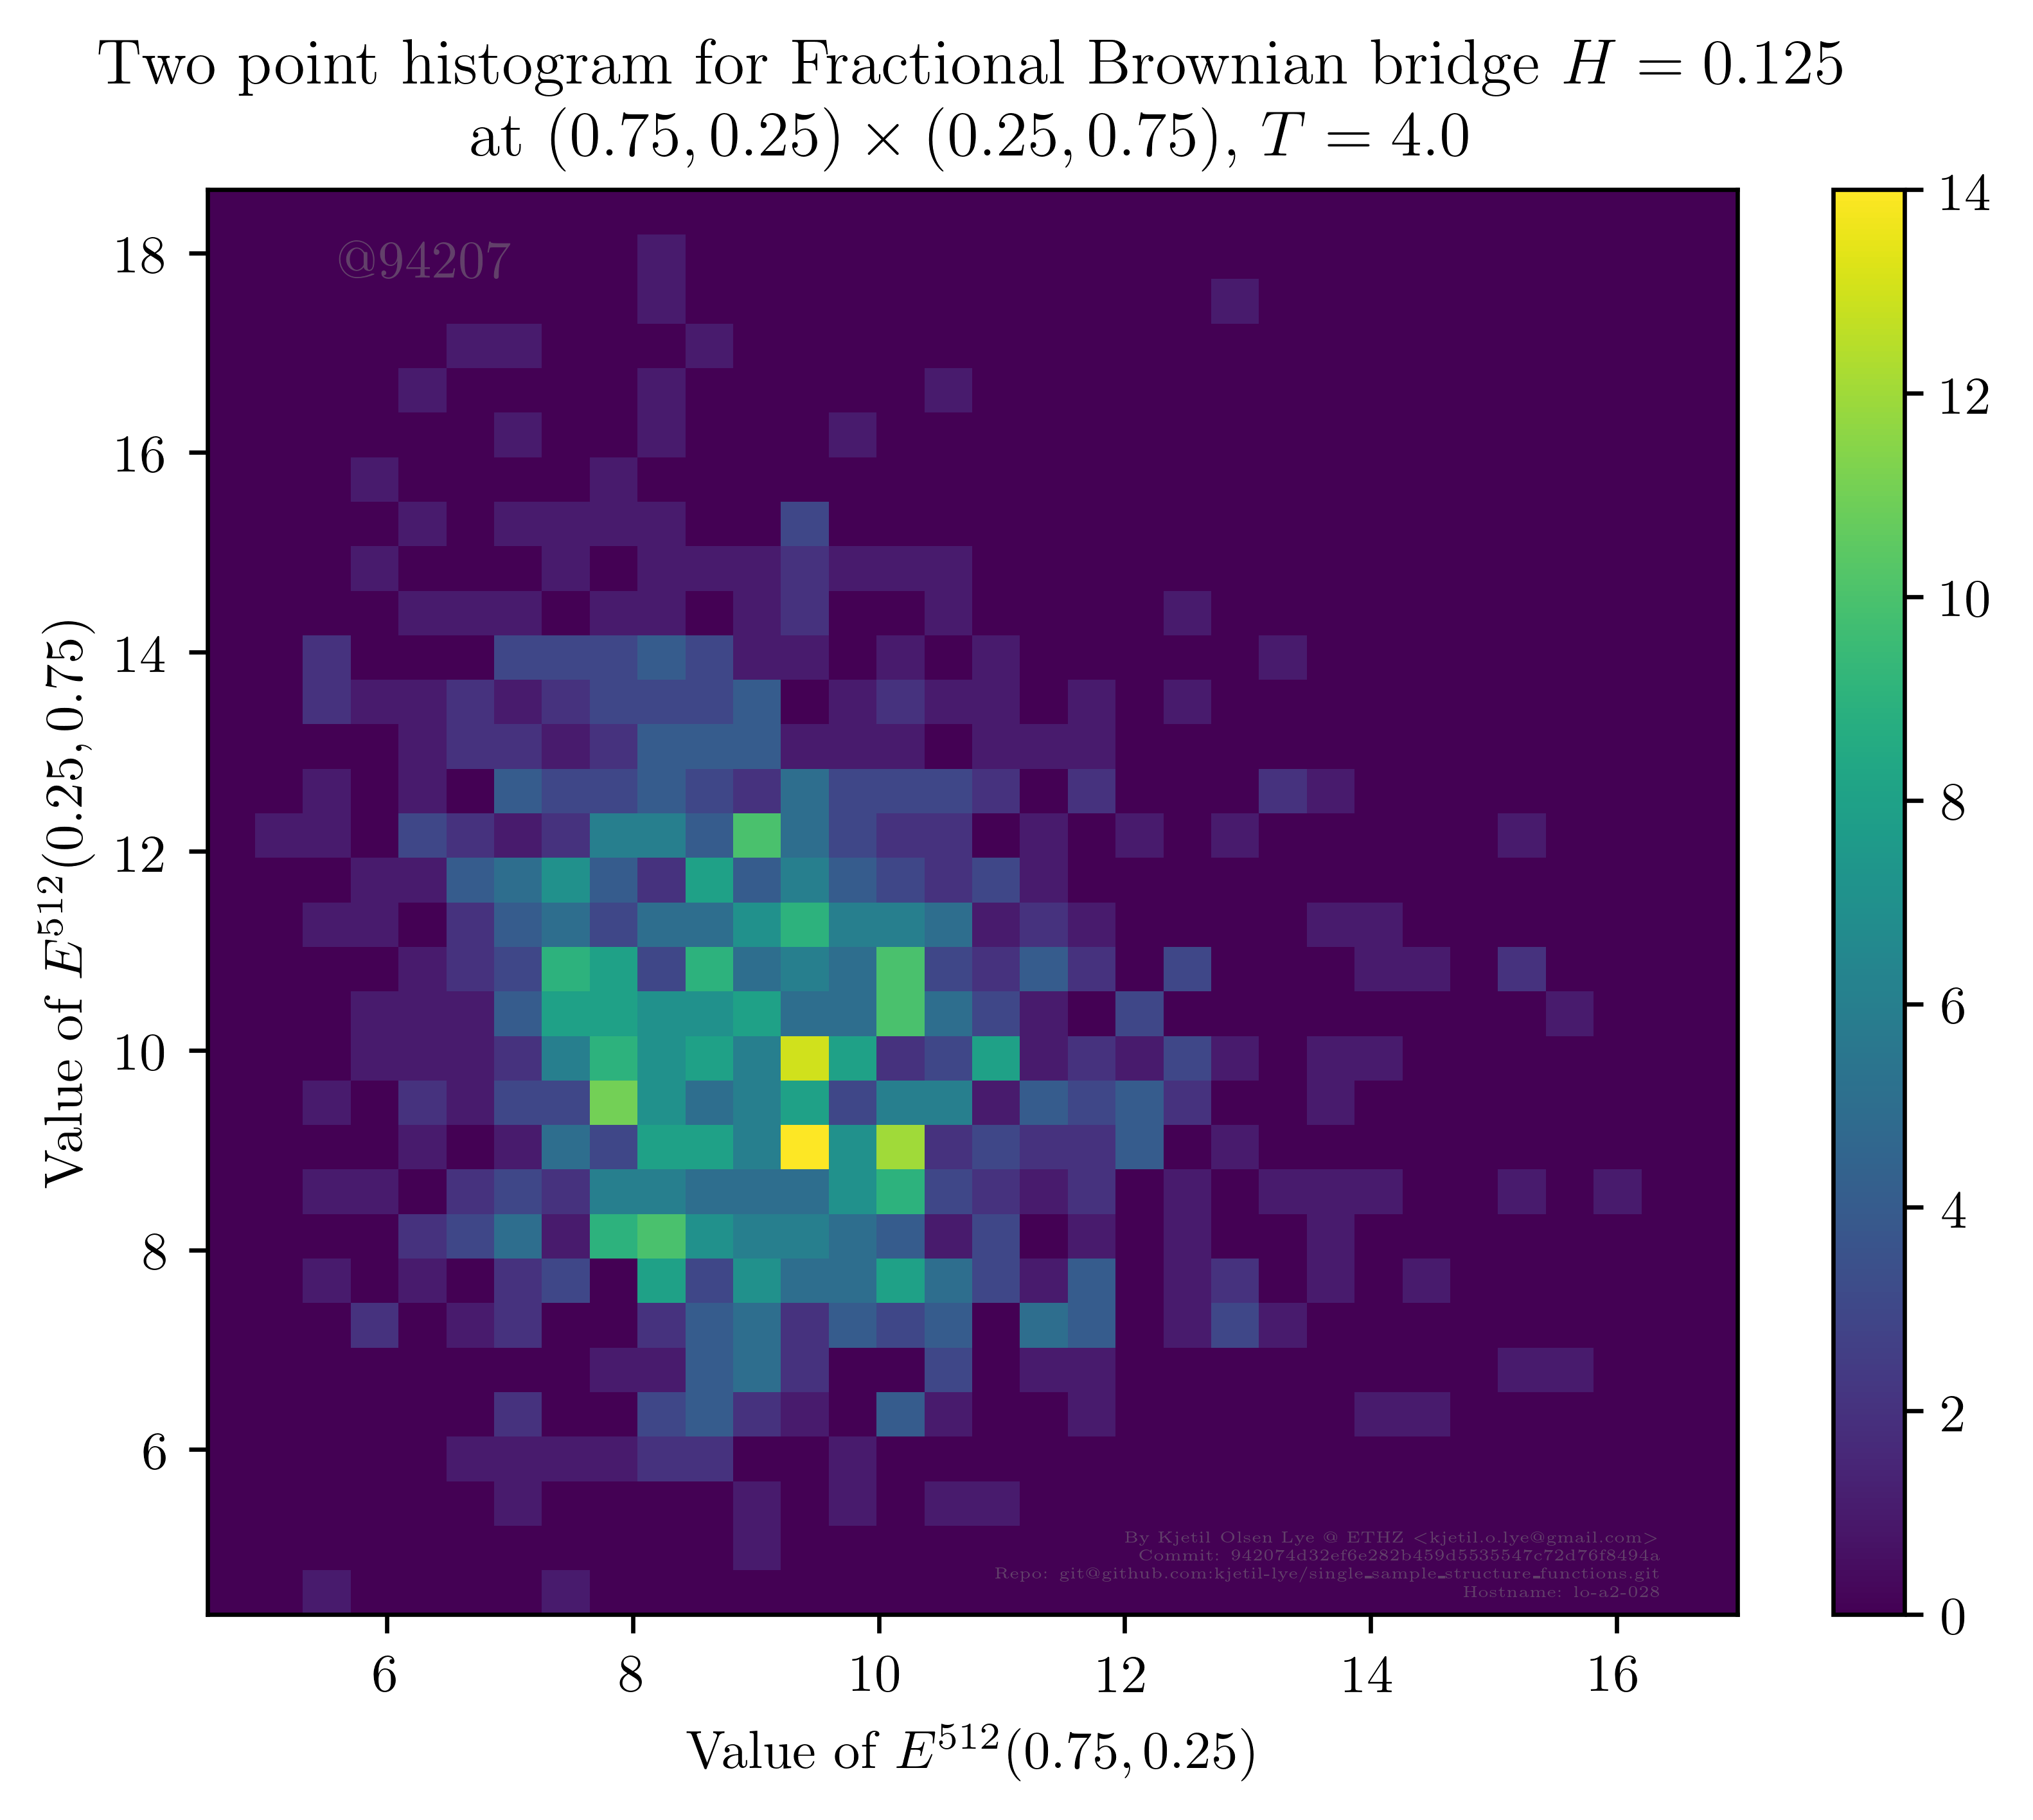 Two point histogram for Fractional Brownian bridge H = 0.125
at (0.75, 0.25) × (0.25, 0.75), T = 4.0
@94207
18
16
14
12
10
8
6
Value of E^512(0.25, 0.75)
6
8
10
12
14
16
Value of E^512(0.75, 0.25)
14
12
10
8
6
4
2
0
By Kjetil Olsen Lye @ ETHZ <kjetil.o.lye@gmail.com>
Commit: 942074d32ef6e282b459d5535547c72d76f8494a
Repo: git@github.com:kjetil-lye/single_sample_structure_functions.git
Hostname: lo-a2-028